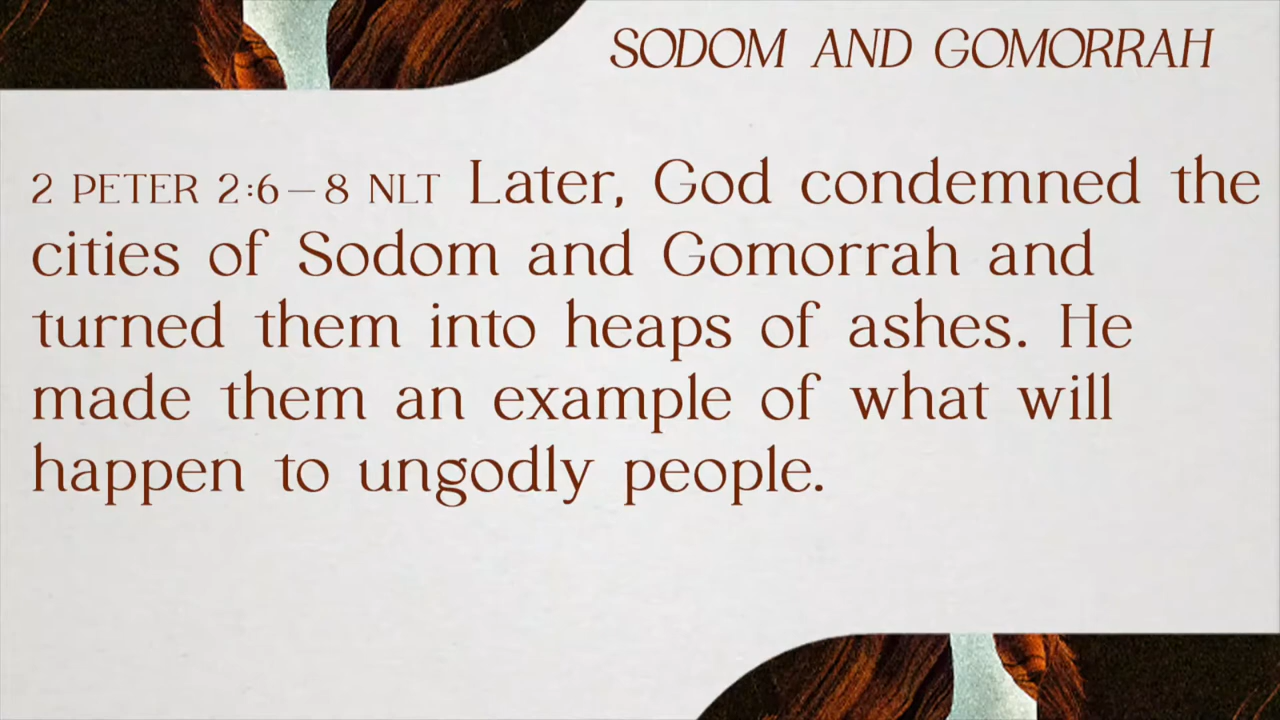 SODOM AND GOMORRAH
2 PETER 2:6–8 NLT Later, God condemned the
cities of Sodom and Gomorrah and
turned them into heaps of ashes. He
made them an example of what will
happen to ungodly people.